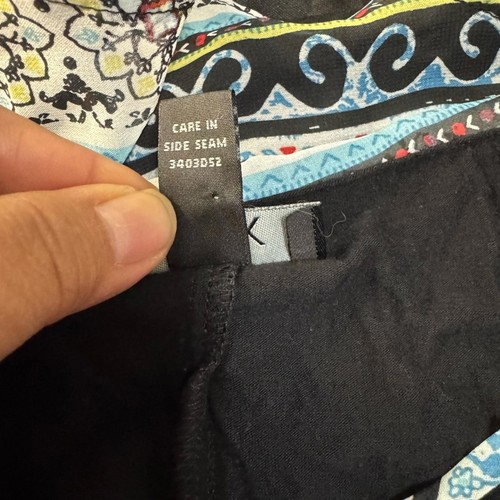 CARE IN
SIDE SEAM
3403D52
K